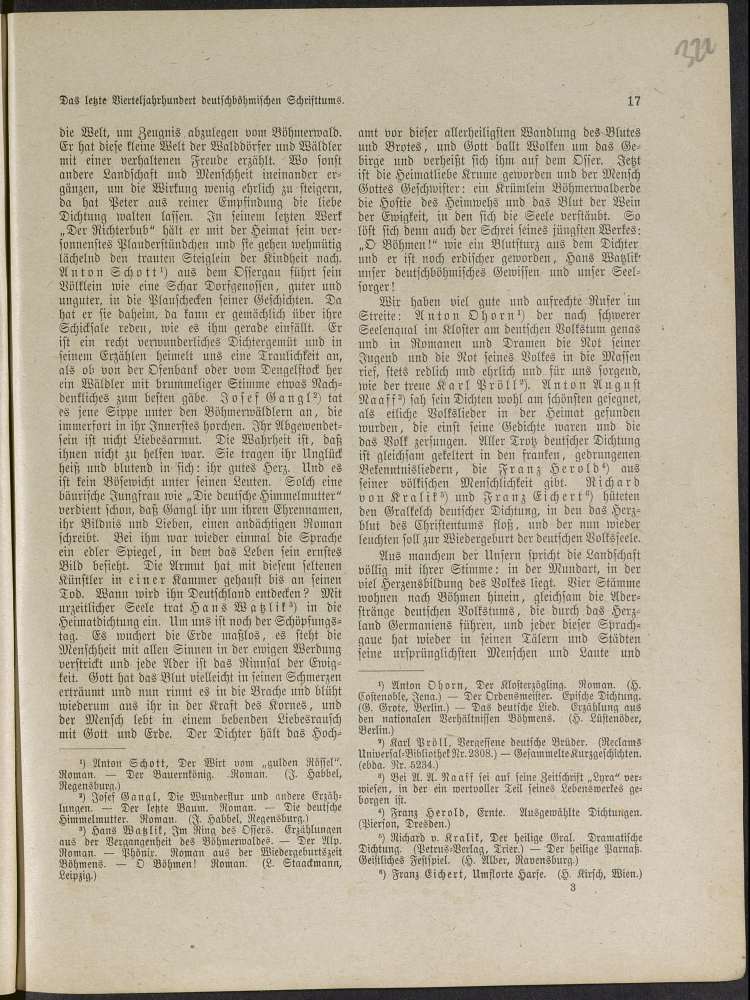 322
Das letzte Vierteljahrhundert deutschböhmischen Schrifttums.
17
die Welt, um Zeugnis abzulegen vom Böhmerwald.
Er hat diese kleine Welt der Walddörfer und Wäldler
mit einer verhaltenen Freude erzählt. Wo sonst
andere Landschaft und Menschheit ineinander er-
gänzen, um die Wirkung wenig ehrlich zu steigern,
da hat Peter aus reiner Empfindung die liebe
Dichtung walten lassen. In seinem letzten Werk
„Der Richterbub“ hält er mit der Heimat sein ver-
sonnenstes Plauderstündchen und sie gehen wehmütig
lächelnd den trauten Steiglein der Kindheit nach.
Anton Schott¹) aus dem Ossergau führt sein
Völklein wie eine Schar Dorfgenossen, guter und
unguter, in die Plauschecken seiner Geschichten. Da
hat er sie daheim, da kann er gemächlich über ihre
Schicksale reden, wie es ihm gerade einfällt. Er
ist ein recht verwunderliches Dichtergemüt und in
seinem Erzählen heimelt uns eine Traulichkeit an,
als ob von der Ofenbank oder vom Dengelstock her
ein Wäldler mit brummeliger Stimme etwas Nach-
denkliches zum besten gäbe. Josef Gangl²) tat
es jene Sippe unter den Böhmerwäldlern an, die
immerfort in ihr Innerstes horchen. Ihr Abgewendet-
sein ist nicht Liebesarmut. Die Wahrheit ist, daß
ihnen nicht zu helfen war. Sie tragen ihr Unglück
heiß und blutend in sich: ihr gutes Herz. Und es
ist kein Bösewicht unter seinen Leuten. Solch eine
bäurische Jungfrau wie „Die deutsche Himmelmutter“
verdient schon, daß Gangl ihr um ihren Ehrennamen,
ihr Bildnis und Lieben, einen andächtigen Roman
schreibt. Bei ihm war wieder einmal die Sprache
ein edler Spiegel, in dem das Leben sein ernstes
Bild besieht. Die Armut hat mit diesem seltenen
Künstler in einer Kammer gehaust bis an seinen
Tod. Wann wird ihn Deutschland entdecken? Mit
urzeitlicher Seele trat Hans Watzlik³) in die
Heimatdichtung ein. Um uns ist noch der Schöpfungs-
tag. Es wuchert die Erde maßlos, es steht die
Menschheit mit allen Sinnen in der ewigen Werbung
verstrickt und jede Ader ist das Rinnsal der Ewig-
keit. Gott hat das Blut vielleicht in seinen Schmerzen
erträumt und nun rinnt es in die Brache und blüht
wiederum aus ihr in der Kraft des Kornes, und
der Mensch lebt in einem bebenden Liebesrausch
mit Gott und Erde. Der Dichter hält das Hoch-
¹) Anton Schott, Der Wirt vom „gulden Rössel“.
Roman. — Der Bauernkönig. Roman. (J. Habbel,
Regensburg.)
²) Josef Gangl, Die Wunderkur und andere Erzäh-
lungen. — Der letzte Baum. Roman. — Die deutsche
Himmelmutter. Roman. (J. Habbel, Regensburg.)
³) Hans Watzlik, Im Ring des Ossers. Erzählungen
aus der Vergangenheit des Böhmerwaldes. — Der Alp.
Roman. — Phönix. Roman aus der Wiedergeburtszeit
Böhmens. — O Böhmen! Roman. (L. Staackmann,
Leipzig.)
amt vor dieser allerheiligsten Wandlung des Blutes
und Brotes, und Gott ballt Wolken um das Ge-
birge und verheißt sich ihm auf dem Osser. Jetzt
ist die Heimatliebe Krume geworden und der Mensch
Gottes Geschwister: ein Krümlein Böhmerwalderde
die Hostie des Heimwehs und das Blut der Wein
der Ewigkeit, in den sich die Seele verstäubt. So
löst sich denn auch der Schrei seines jüngsten Werkes:
„O Böhmen!“ wie ein Blutsturz aus dem Dichter
und er ist noch erdischer geworden, Hans Watzlik'
unser deutschböhmisches Gewissen und unser Seel-
sorger!
Wir haben viel gute und aufrechte Rufer im
Streite: Anton Ohorn¹) der nach schwerer
Seelenqual im Kloster am deutschen Volkstum genas
und in Romanen und Dramen die Not seiner
Jugend und die Not seines Volkes in die Massen
rief, stets redlich und ehrlich und für uns sorgend,
wie der treue Karl Pröll²). Anton August
Naaff³) sah sein Dichten wohl am schönsten gesegnet,
als etliche Volkslieder in der Heimat gefunden
wurden, die einst seine Gedichte waren und die
das Volk zersungen. Aller Trotz deutscher Dichtung
ist gleichsam gekeltert in den franken, gedrungenen
Bekenntnisliedern, die Franz Herold⁴) aus
seiner völkischen Menschlichkeit gibt. Richard
von Kralik⁵) und Franz Eichert⁶) hüteten
den Gralkelch deutscher Dichtung, in den das Herz-
blut des Christentums floß, und der nun wieder
leuchten soll zur Wiedergeburt der deutschen Volksseele.
Aus manchem der Unsern spricht die Landschaft
völlig mit ihrer Stimme: in der Mundart, in der
viel Herzensbildung des Volkes liegt. Vier Stämme
wohnen nach Böhmen hinein, gleichsam die Ader-
stränge deutschen Volkstums, die durch das Herz-
land Germaniens führen, und jeder dieser Sprach-
gaue hat wieder in seinen Tälern und Städten
seine ursprünglichsten Menschen und Laute und
¹) Anton Ohorn, Der Klosterzögling. Roman. (H.
Costenoble, Jena.) — Der Ordensmeister. Epische Dichtung.
(G. Grote, Berlin.) — Das deutsche Lied. Erzählung aus
den nationalen Verhältnissen Böhmens. (H. Lüstenöder,
Berlin.)
²) Karl Pröll, Vergessene deutsche Brüder. (Reclams
Universal-Bibliothek Nr. 2308.) — Gesammelte Kurzgeschichten.
(ebda. Nr. 5234.)
³) Bei A. A. Naaff sei auf seine Zeitschrift „Lyra“ ver-
wiesen, in der ein wertvoller Teil seines Lebenswerkes ge-
borgen ist.
⁴) Franz Herold, Ernte. Ausgewählte Dichtungen.
(Pierson, Dresden.)
⁵) Richard v. Kralik, Der heilige Gral. Dramatische
Dichtung. (Petrus-Verlag, Trier.) — Der heilige Parnaß.
Geistliches Festspiel. (H. Alber, Ravensburg.)
⁶) Franz Eichert, Umflorte Harfe. (H. Kirsch, Wien.)
3